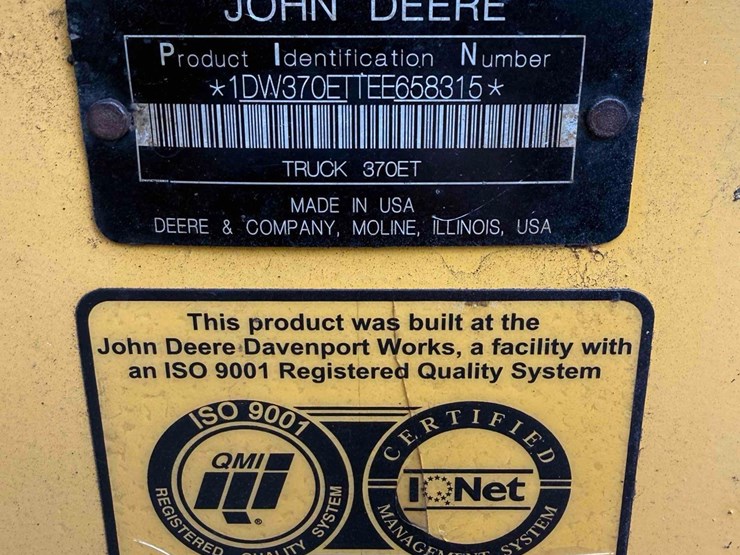 JOHN DEERE
Product Identification Number
*1DW370ETTEE658315*
TRUCK 370ET
MADE IN USA
DEERE & COMPANY, MOLINE, ILLINOIS, USA
This product was built at the
John Deere Davenport Works, a facility with
an ISO 9001 Registered Quality System
ISO 9001
QMI
®
REGISTERED QUALITY SYSTEM
CERTIFIED
IQNet
MANAGEMENT SYSTEM